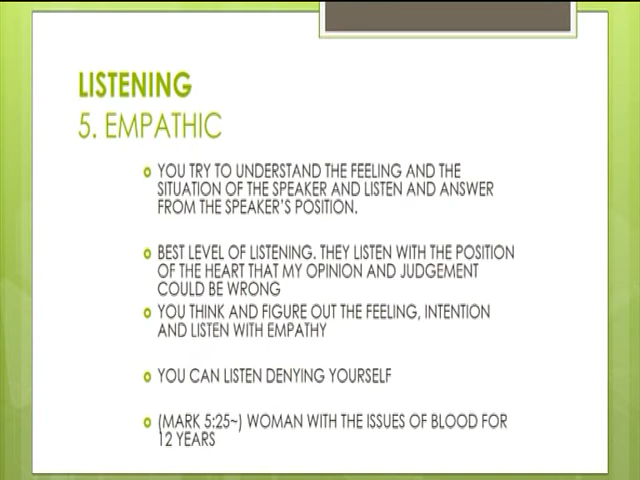 LISTENING
5. EMPATHIC
YOU TRY TO UNDERSTAND THE FEELING AND THE
SITUATION OF THE SPEAKER AND LISTEN AND ANSWER
FROM THE SPEAKER'S POSITION.
BEST LEVEL OF LISTENING. THEY LISTEN WITH THE POSITION
OF THE HEART THAT MY OPINION AND JUDGEMENT
COULD BE WRONG
YOU THINK AND FIGURE OUT THE FEELING, INTENTION
AND LISTEN WITH EMPATHY
YOU CAN LISTEN DENYING YOURSELF
(MARK 5:25~) WOMAN WITH THE ISSUES OF BLOOD FOR
12 YEARS